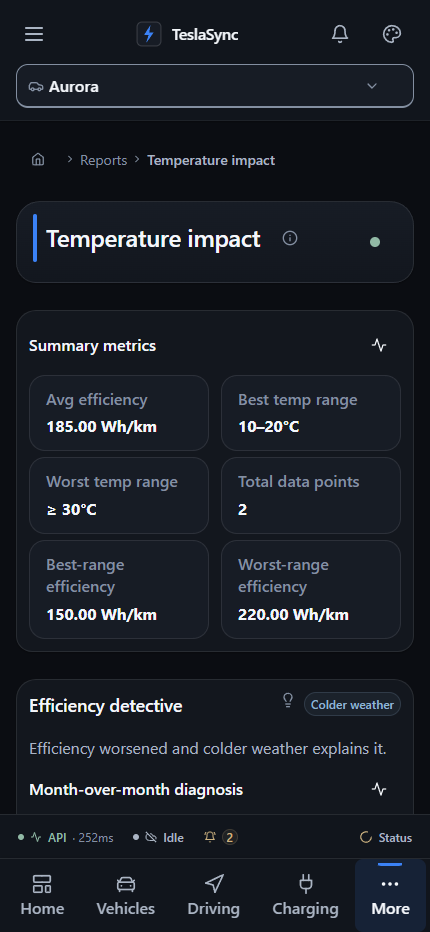 TeslaSync
Aurora
Reports
Temperature impact
Temperature impact
Summary metrics
Avg efficiency
185.00 Wh/km
Best temp range
10–20°C
Worst temp range
≥ 30°C
Total data points
2
Best-range
efficiency
150.00 Wh/km
Worst-range
efficiency
220.00 Wh/km
Efficiency detective
Colder weather
Efficiency worsened and colder weather explains it.
Month-over-month diagnosis
API · 252ms
Idle
2
Status
Home
Vehicles
Driving
Charging
More